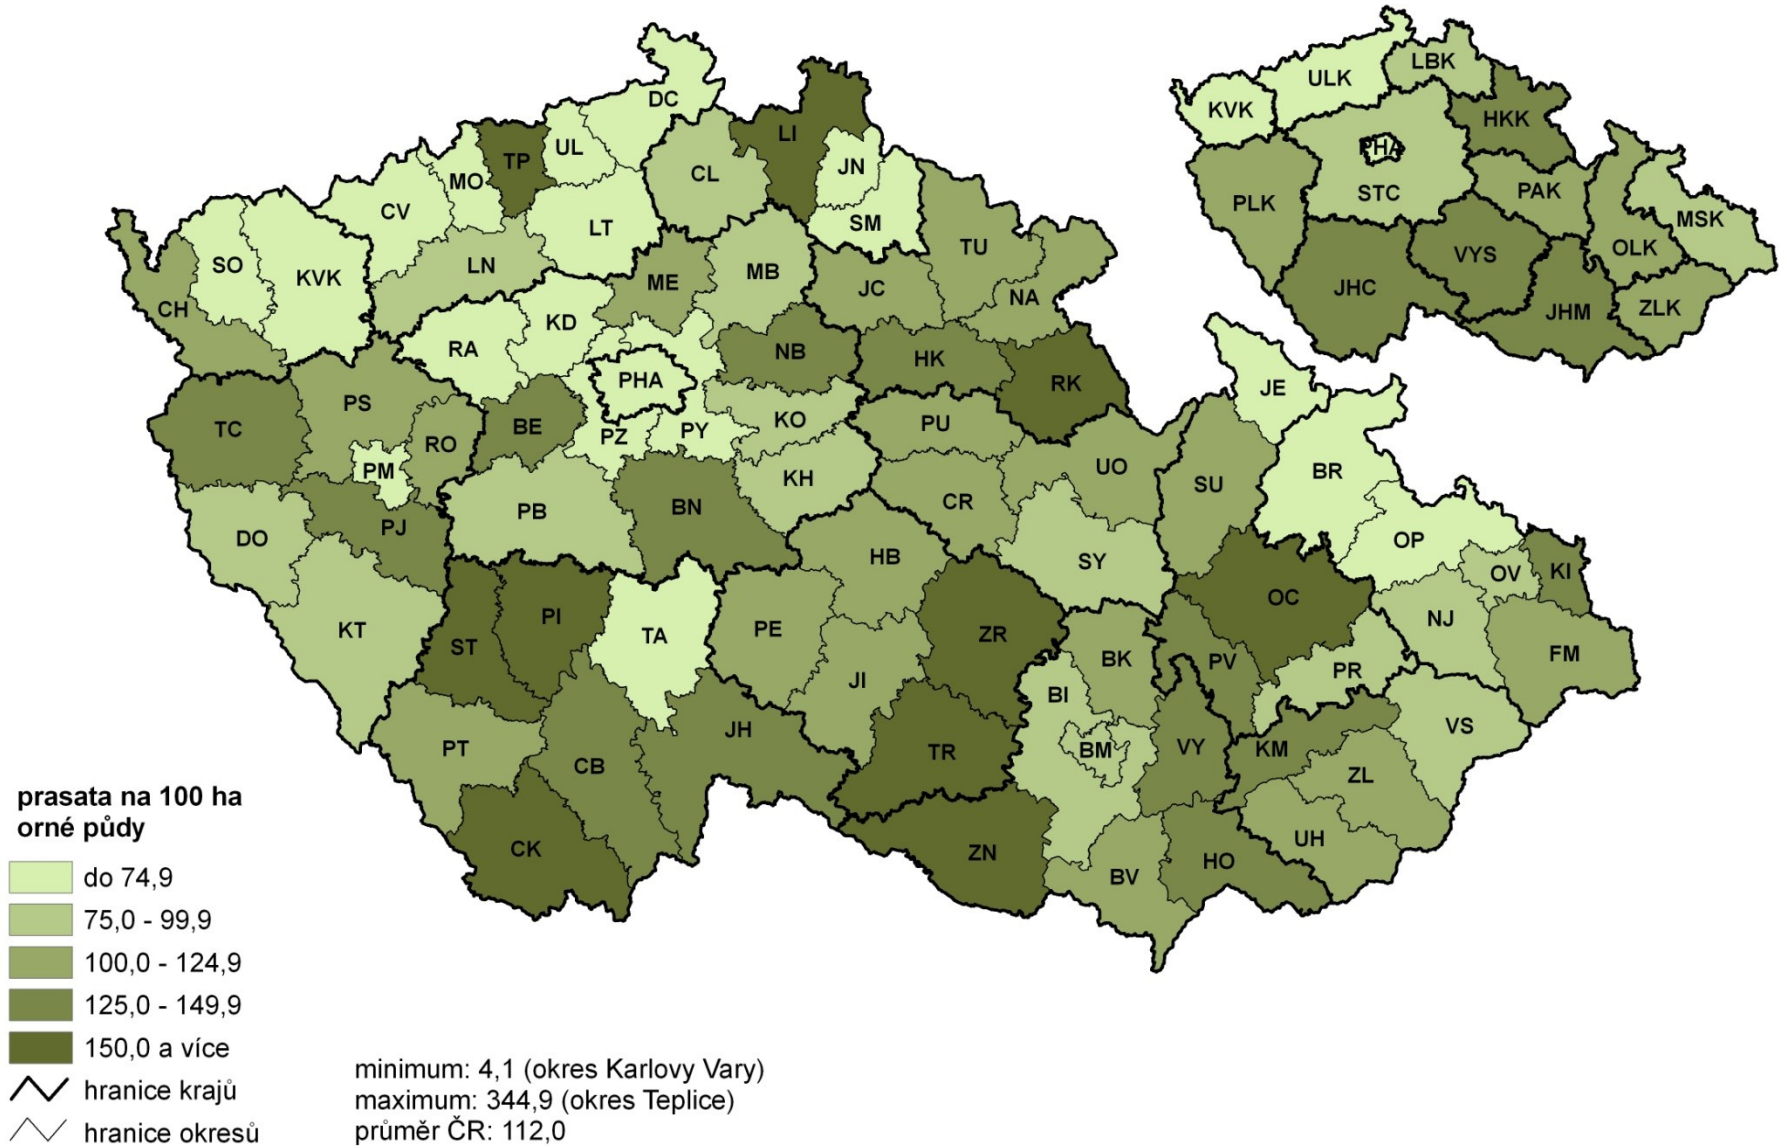 DC
LI
TP
UL
MO
CL
JN
CV
LT
SM
SO
KVK
LN
TU
ME
MB
CH
JC
NA
KD
RA
NB
HK
PHA
RK
JE
PS
TC
BE
KO
PU
RO
PZ
PY
PM
UO
BR
KH
SU
PB
BN
CR
PJ
DO
HB
OP
SY
OV
KI
OC
PI
KT
TA
PE
ZR
NJ
ST
BK
PV
PR
FM
JI
BI
VS
PT
JH
TR
BM
VY
KM
CB
ZL
CK
ZN
UH
HO
BV
LBK
ULK
KVK
HKK
PHA
PLK
STC
PAK
MSK
OLK
VYS
JHC
JHM
ZLK
prasata na 100 ha
orné půdy
do 74,9
75,0 - 99,9
100,0 - 124,9
125,0 - 149,9
150,0 a více
hranice krajů
hranice okresů
minimum: 4,1 (okres Karlovy Vary)
maximum: 344,9 (okres Teplice)
průměr ČR: 112,0